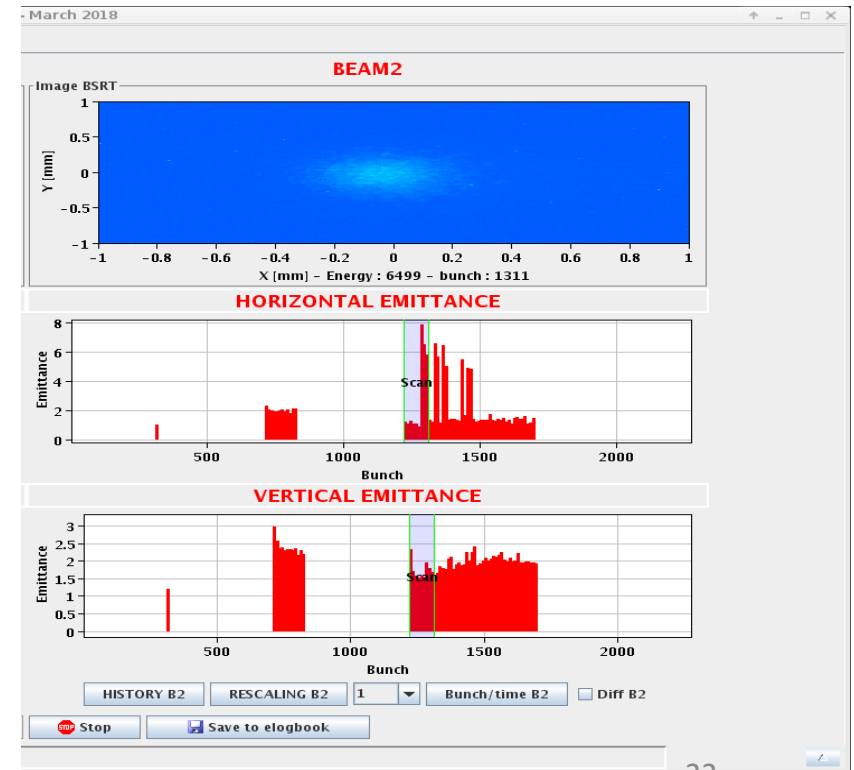 - March 2018
BEAM2
Image BSRT
1
0.5
0
-0.5
-1
Y [mm]
-1 -0.8 -0.6 -0.4 -0.2 0 0.2 0.4 0.6 0.8 1
X [mm] - Energy : 6499 - bunch : 1311
HORIZONTAL EMITTANCE
8
6
4
2
0
Emittance
Scan
500 1000 1500 2000
Bunch
VERTICAL EMITTANCE
3
2.5
2
1.5
1
0.5
0
Emittance
Scan
500 1000 1500 2000
Bunch
HISTORY B2 RESCALING B2 1 Bunch/time B2 Diff B2
STOP Stop Save to elogbook